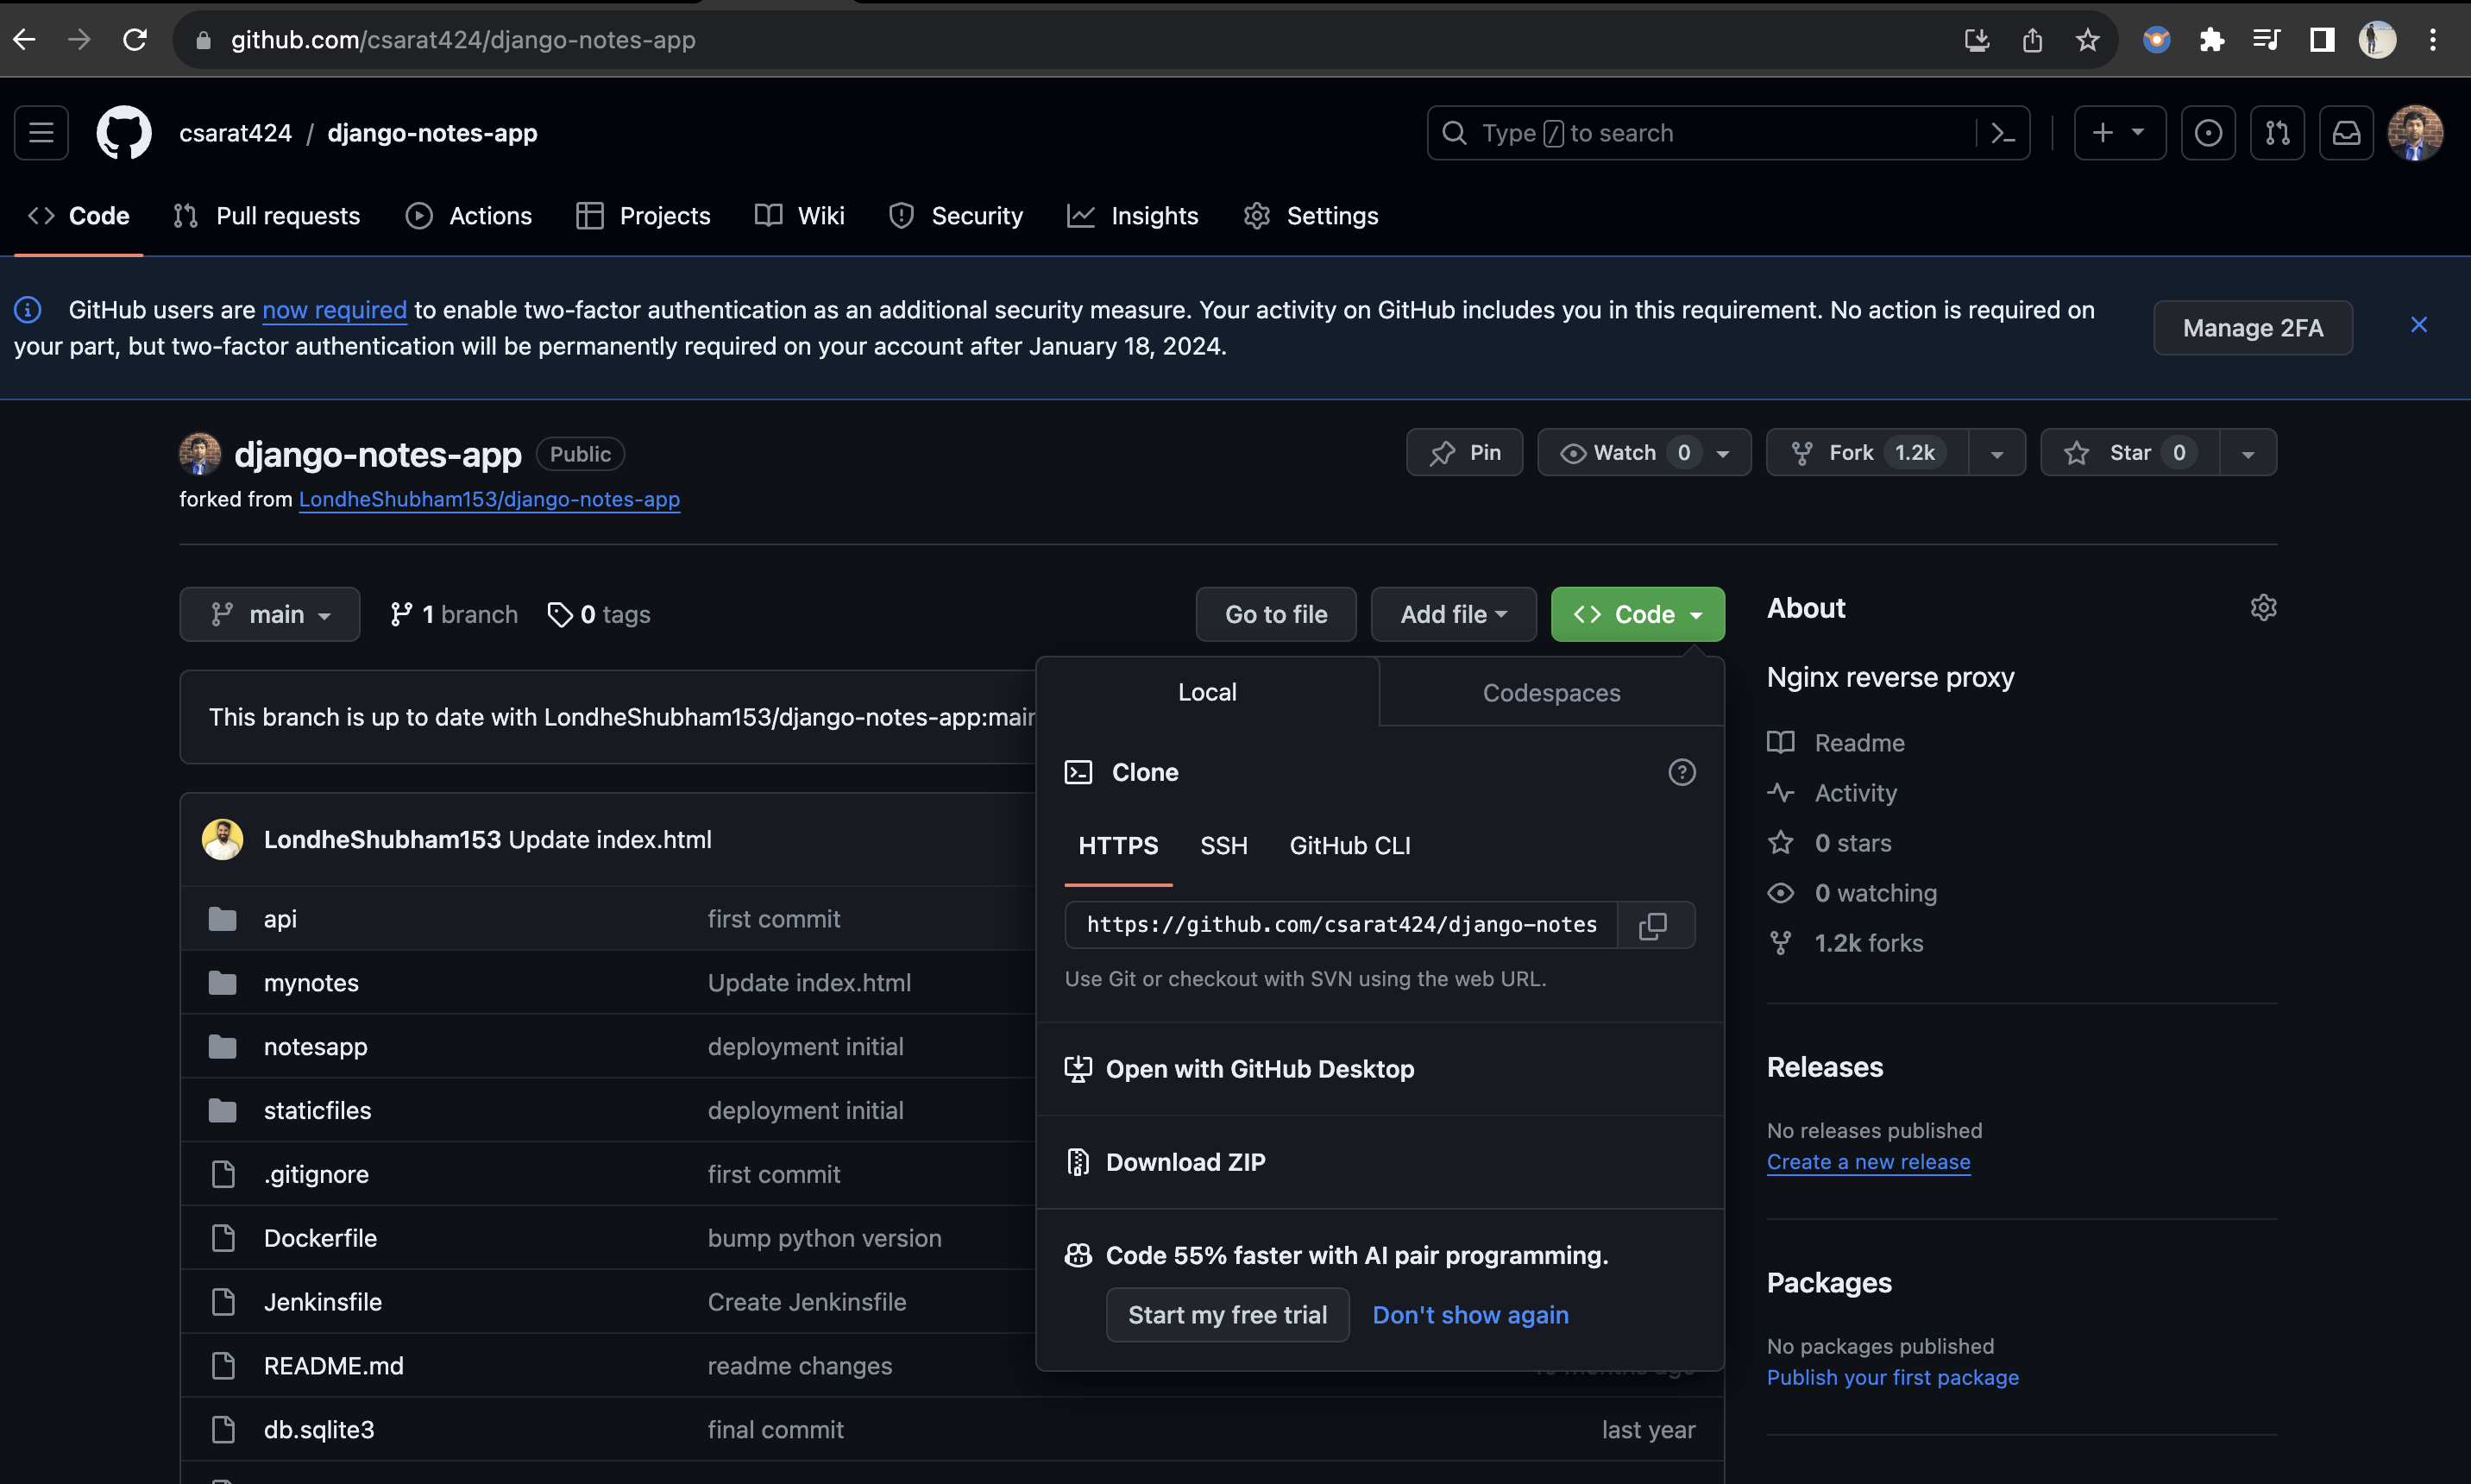 github.com/csarat424/django-notes-app
csarat424 / django-notes-app
Type / to search
Code Pull requests Actions Projects Wiki Security Insights Settings
GitHub users are now required to enable two-factor authentication as an additional security measure. Your activity on GitHub includes you in this requirement. No action is required on
your part, but two-factor authentication will be permanently required on your account after January 18, 2024.
Manage 2FA
django-notes-app Public
Pin Watch 0 Fork 1.2k Star 0
forked from LondheShubham153/django-notes-app
main 1 branch 0 tags Go to file Add file Code
This branch is up to date with LondheShubham153/django-notes-app:main
LondheShubham153 Update index.html
api first commit
mynotes Update index.html
notesapp deployment initial
staticfiles deployment initial
.gitignore first commit
Dockerfile bump python version
Jenkinsfile Create Jenkinsfile
README.md readme changes months ago
db.sqlite3 final commit last year
Local Codespaces
Clone
HTTPS SSH GitHub CLI
https://github.com/csarat424/django-notes
Use Git or checkout with SVN using the web URL.
Open with GitHub Desktop
Download ZIP
Code 55% faster with AI pair programming.
Start my free trial Don't show again
About
Nginx reverse proxy
Readme
Activity
0 stars
0 watching
1.2k forks
Releases
No releases published
Create a new release
Packages
No packages published
Publish your first package